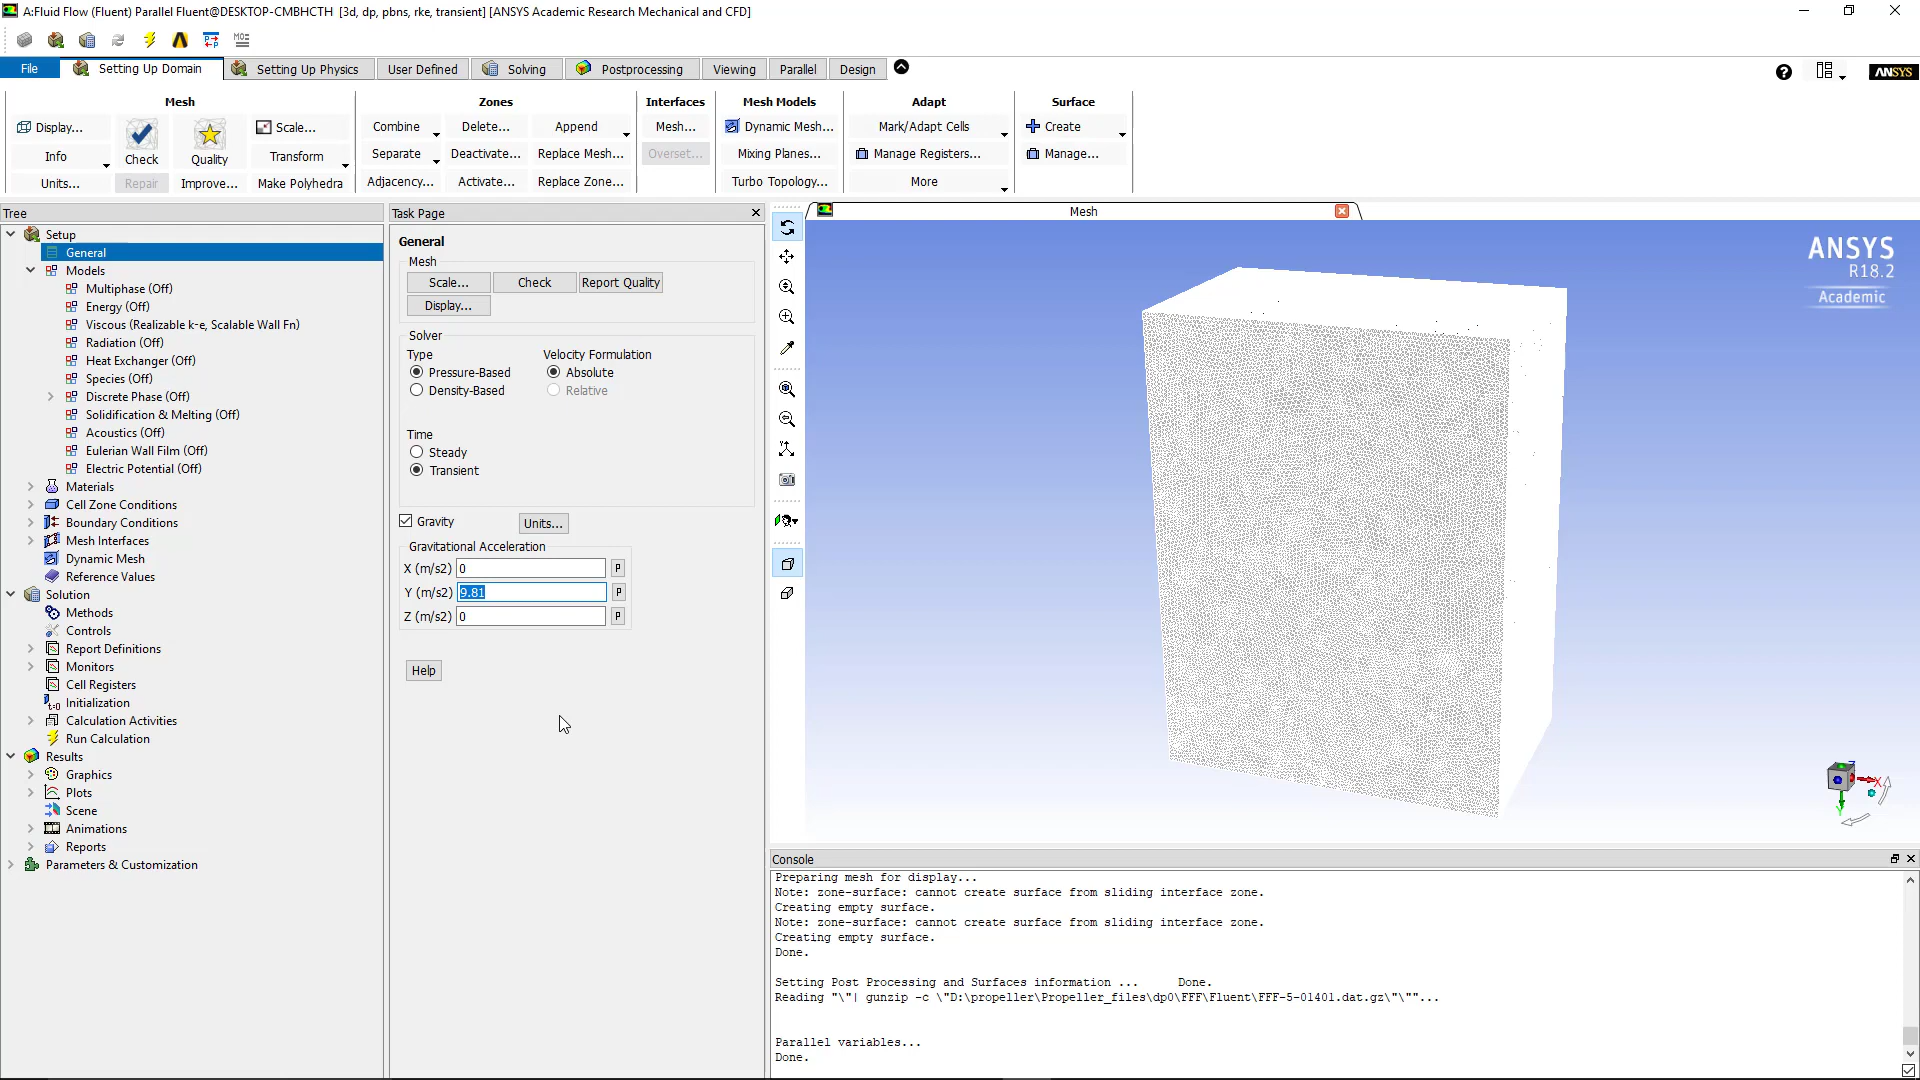 A:Fluid Flow (Fluent) Parallel Fluent@DESKTOP-CMBHCTH [3d, dp, pbns, rke, transient] [ANSYS Academic Research Mechanical and CFD]
File
Setting Up Domain
Setting Up Physics
User Defined
Solving
Postprocessing
Viewing
Parallel
Design
ANSYS
Mesh
Display...
Info
Units...
Check
Repair
Quality
Improve...
Scale...
Transform
Make Polyhedra
Zones
Combine
Separate
Adjacency...
Delete...
Deactivate...
Activate...
Append
Replace Mesh...
Replace Zone...
Interfaces
Mesh...
Overset...
Mesh Models
Dynamic Mesh...
Mixing Planes...
Turbo Topology...
Adapt
Mark/Adapt Cells
Manage Registers...
More
Surface
Create
Manage...
Tree
Setup
General
Models
Multiphase (Off)
Energy (Off)
Viscous (Realizable k-e, Scalable Wall Fn)
Radiation (Off)
Heat Exchanger (Off)
Species (Off)
Discrete Phase (Off)
Solidification & Melting (Off)
Acoustics (Off)
Eulerian Wall Film (Off)
Electric Potential (Off)
Materials
Cell Zone Conditions
Boundary Conditions
Mesh Interfaces
Dynamic Mesh
Reference Values
Solution
Methods
Controls
Report Definitions
Monitors
Cell Registers
Initialization
Calculation Activities
Run Calculation
Results
Graphics
Plots
Scene
Animations
Reports
Parameters & Customization
Task Page
General
Mesh
Scale...
Check
Report Quality
Display...
Solver
Type
Velocity Formulation
Pressure-Based
Absolute
Density-Based
Relative
Time
Steady
Transient
Gravity
Units...
Gravitational Acceleration
X (m/s2) 0 P
Y (m/s2) 9.81 P
Z (m/s2) 0 P
Help
Mesh
ANSYS
R18.2
Academic
X
Y
Z
Console
Preparing mesh for display...
Note: zone-surface: cannot create surface from sliding interface zone.
Creating empty surface.
Note: zone-surface: cannot create surface from sliding interface zone.
Creating empty surface.
Done.
Setting Post Processing and Surfaces information ... Done.
Reading "\"| gunzip -c \"D:\propeller\Propeller_files\dp0\FFF\Fluent\FFF-5-01401.dat.gz\"\""...
Parallel variables...
Done.